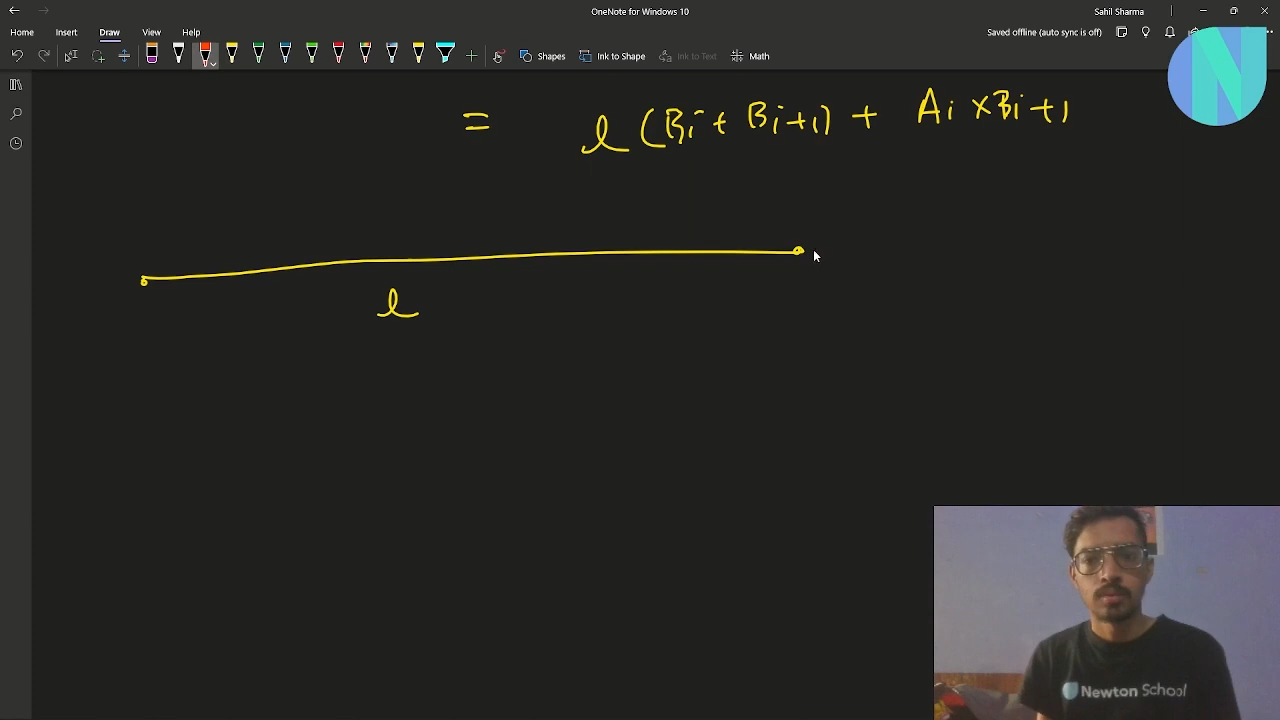 OneNote for Windows 10
Sahil Sharma
Home Insert Draw View Help
Saved offline (auto sync is off)
Shapes Ink to Shape Ink to Text Math
= l (Bi + Bi+1) + Ai × Bi+1
l
Newton School
N